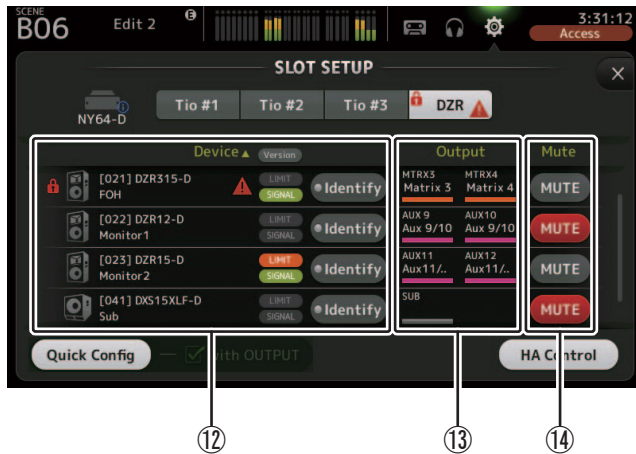 SCENE
B06 Edit 2 E 3:31:12
Access
SLOT SETUP
NY64-D
Tio #1 Tio #2 Tio #3 DZR
Device Version Output Mute
[021] DZR315-D
FOH
LIMIT
SIGNAL
Identify
MTRX3 MTRX4
Matrix 3 Matrix 4
MUTE
[022] DZR12-D
Monitor1
LIMIT
SIGNAL
Identify
AUX 9 AUX10
Aux 9/10 Aux 9/10
MUTE
[023] DZR15-D
Monitor2
LIMIT
SIGNAL
Identify
AUX11 AUX12
Aux11/.. Aux11/..
MUTE
[041] DXS15XLF-D
Sub
LIMIT
SIGNAL
Identify
SUB
MUTE
Quick Config with OUTPUT HA Control
⑫ ⑬ ⑭